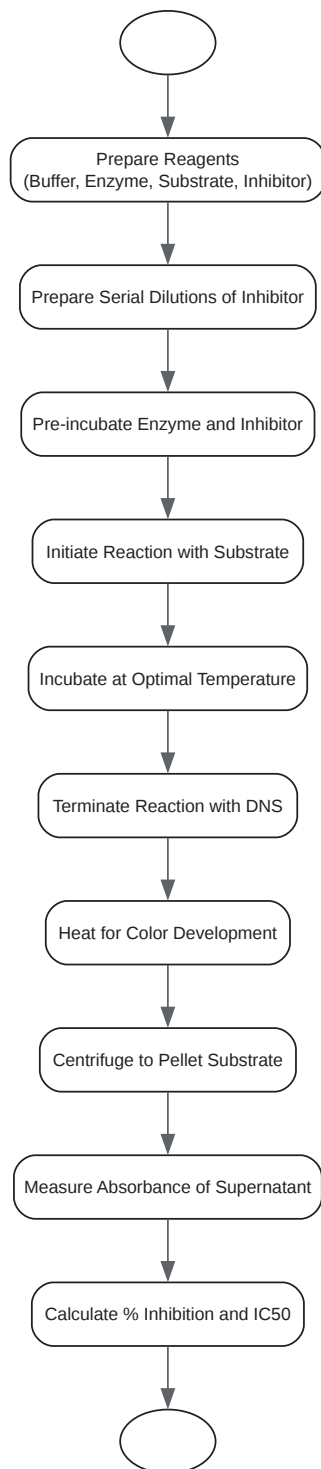 Prepare Reagents
(Buffer, Enzyme, Substrate, Inhibitor)
Prepare Serial Dilutions of Inhibitor
Pre-incubate Enzyme and Inhibitor
Initiate Reaction with Substrate
Incubate at Optimal Temperature
Terminate Reaction with DNS
Heat for Color Development
Centrifuge to Pellet Substrate
Measure Absorbance of Supernatant
Calculate % Inhibition and IC50